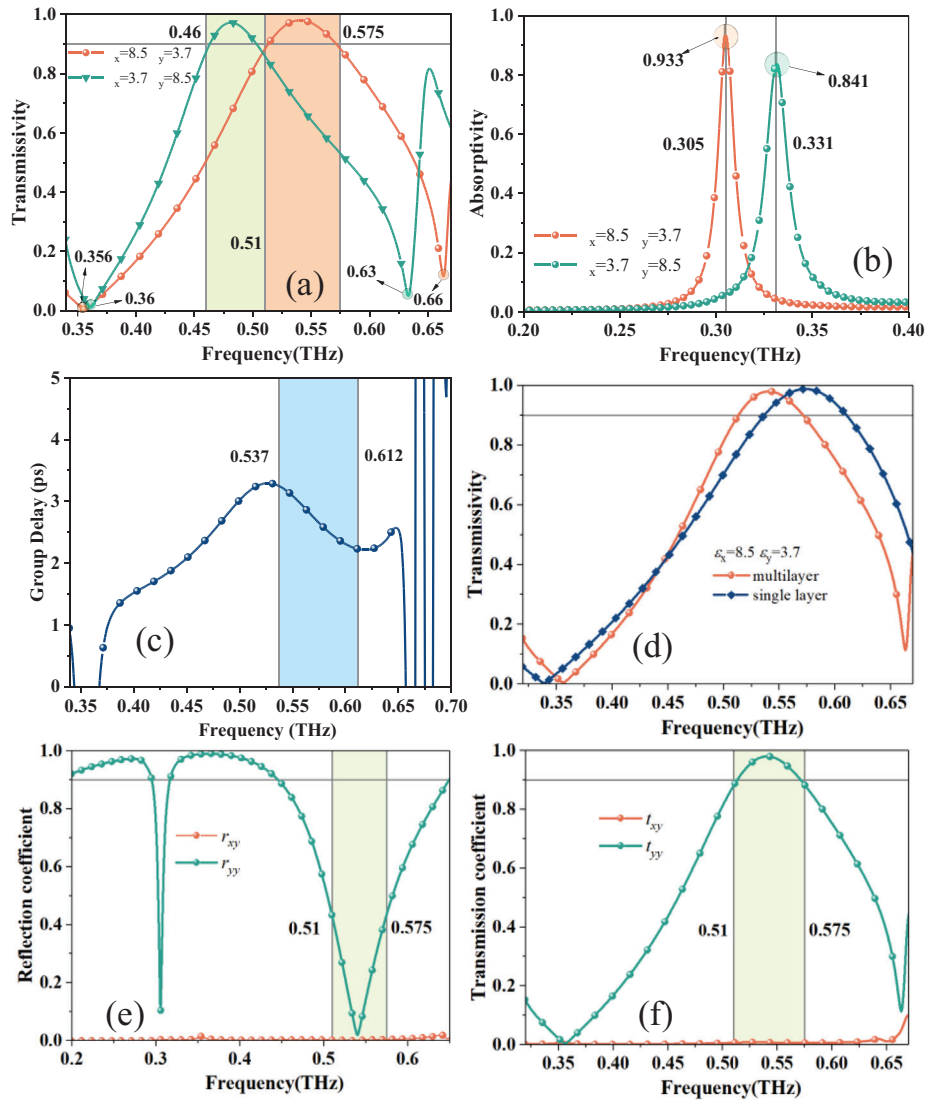 1.0
0.8
0.6
0.4
0.2
0.0
Transmissivity
0.46
0.575
x=8.5 y=3.7
x=3.7 y=8.5
0.51
0.356
0.36
0.63
0.66
(a)
0.35 0.40 0.45 0.50 0.55 0.60 0.65
Frequency(THz)
1.0
0.8
0.6
0.4
0.2
0.0
Absorptivity
0.933
0.841
0.305
0.331
x=8.5 y=3.7
x=3.7 y=8.5
(b)
0.20 0.25 0.30 0.35 0.40
Frequency(THz)
5
4
3
2
1
0
Group Delay (ps)
0.537
0.612
(c)
0.35 0.40 0.45 0.50 0.55 0.60 0.65 0.70
Frequency (THz)
1.0
0.8
0.6
0.4
0.2
0.0
Transmissivity
εx=8.5 εy=3.7
multilayer
single layer
(d)
0.35 0.40 0.45 0.50 0.55 0.60 0.65
Frequency(THz)
1.0
0.8
0.6
0.4
0.2
0.0
Reflection coefficient
rxy
ryy
0.51
0.575
(e)
0.2 0.3 0.4 0.5 0.6
Frequency(THz)
1.0
0.8
0.6
0.4
0.2
0.0
Transmission coefficient
txy
tyy
0.51
0.575
(f)
0.35 0.40 0.45 0.50 0.55 0.60 0.65
Frequency(THz)